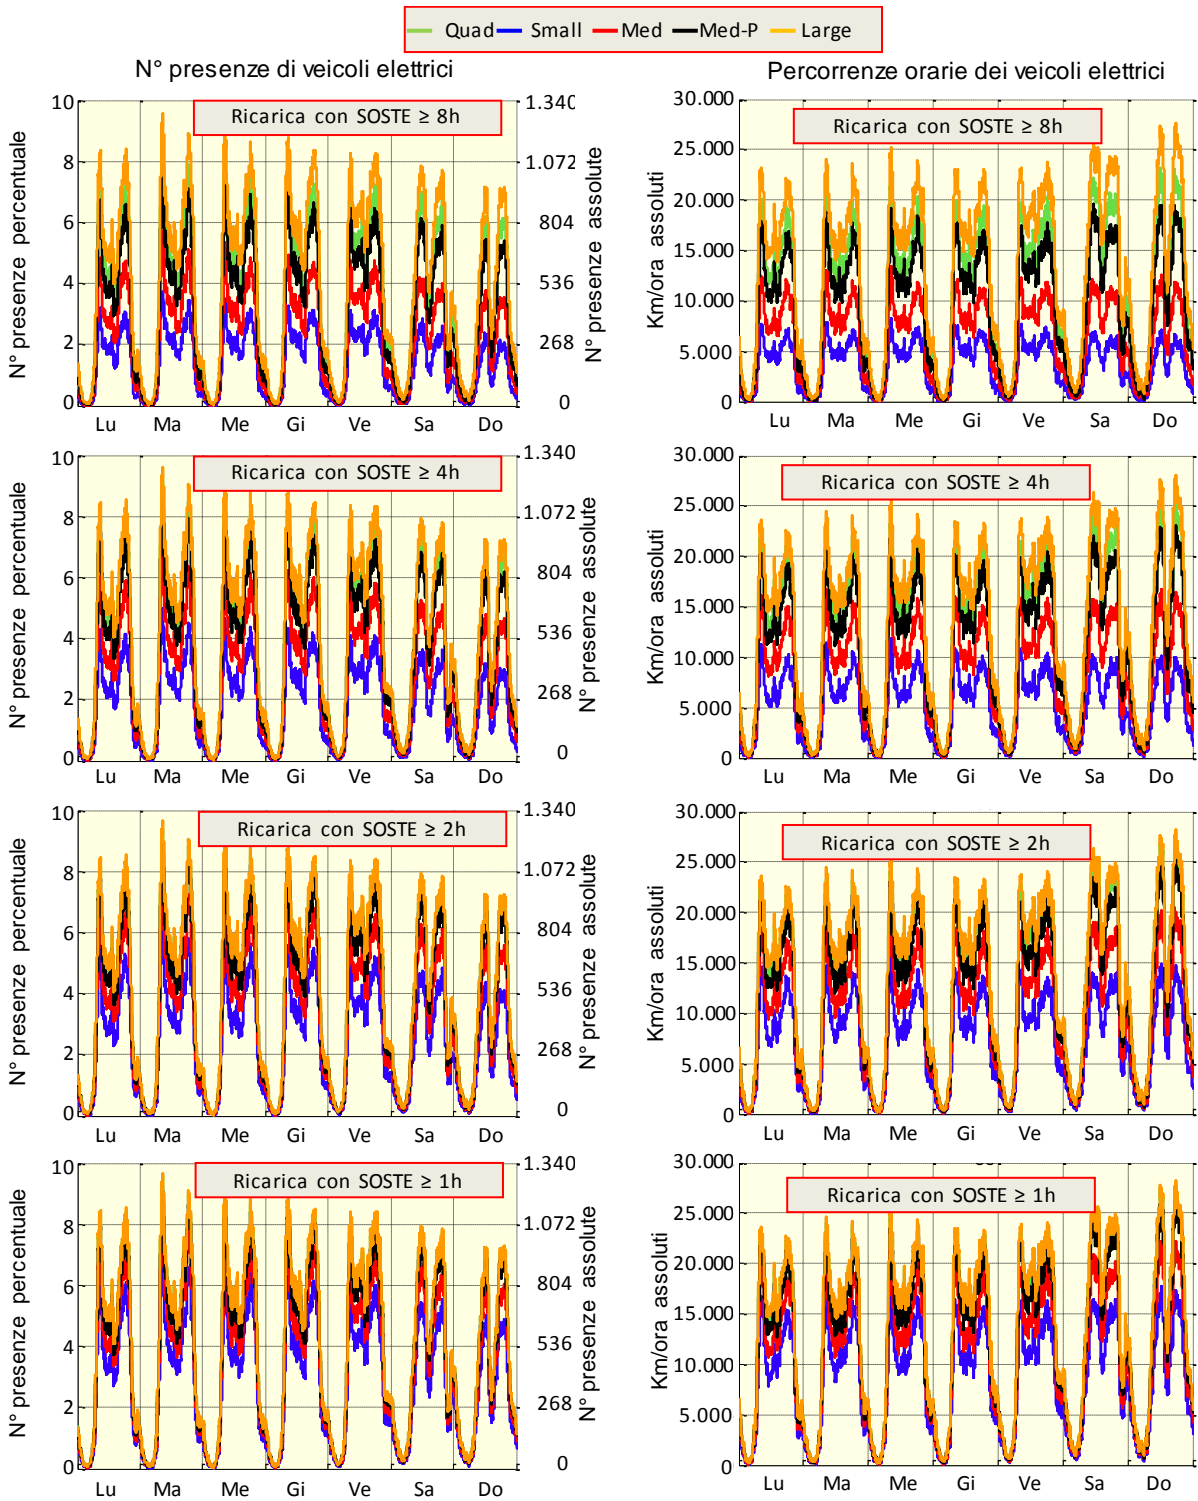 Quad Small Med Med-P Large
N° presenze di veicoli elettrici
Percorrenze orarie dei veicoli elettrici
Ricarica con SOSTE ≥ 8h
N° presenze percentuale
10
8
6
4
2
0
1.340
1.072
804
536
268
0
N° presenze assolute
Lu Ma Me Gi Ve Sa Do
Ricarica con SOSTE ≥ 8h
Km/ora assoluti
30.000
25.000
20.000
15.000
10.000
5.000
0
Lu Ma Me Gi Ve Sa Do
Ricarica con SOSTE ≥ 4h
N° presenze percentuale
10
8
6
4
2
0
1.340
1.072
804
536
268
0
N° presenze assolute
Lu Ma Me Gi Ve Sa Do
Ricarica con SOSTE ≥ 4h
Km/ora assoluti
30.000
25.000
20.000
15.000
10.000
5.000
0
Lu Ma Me Gi Ve Sa Do
Ricarica con SOSTE ≥ 2h
N° presenze percentuale
10
8
6
4
2
0
1.340
1.072
804
536
268
0
N° presenze assolute
Lu Ma Me Gi Ve Sa Do
Ricarica con SOSTE ≥ 2h
Km/ora assoluti
30.000
25.000
20.000
15.000
10.000
5.000
0
Lu Ma Me Gi Ve Sa Do
Ricarica con SOSTE ≥ 1h
N° presenze percentuale
10
8
6
4
2
0
1.340
1.072
804
536
268
0
N° presenze assolute
Lu Ma Me Gi Ve Sa Do
Ricarica con SOSTE ≥ 1h
Km/ora assoluti
30.000
25.000
20.000
15.000
10.000
5.000
0
Lu Ma Me Gi Ve Sa Do